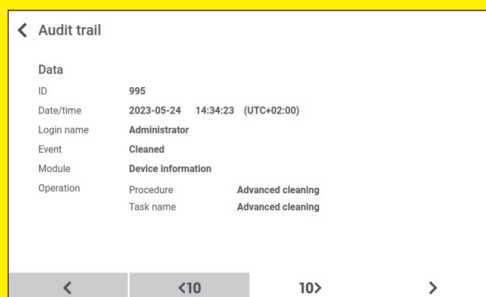 Audit trail
Data
ID 995
Date/time 2023-05-24 14:34:23 (UTC+02:00)
Login name Administrator
Event Cleaned
Module Device information
Operation Procedure Advanced cleaning
Task name Advanced cleaning
< <10 10> >